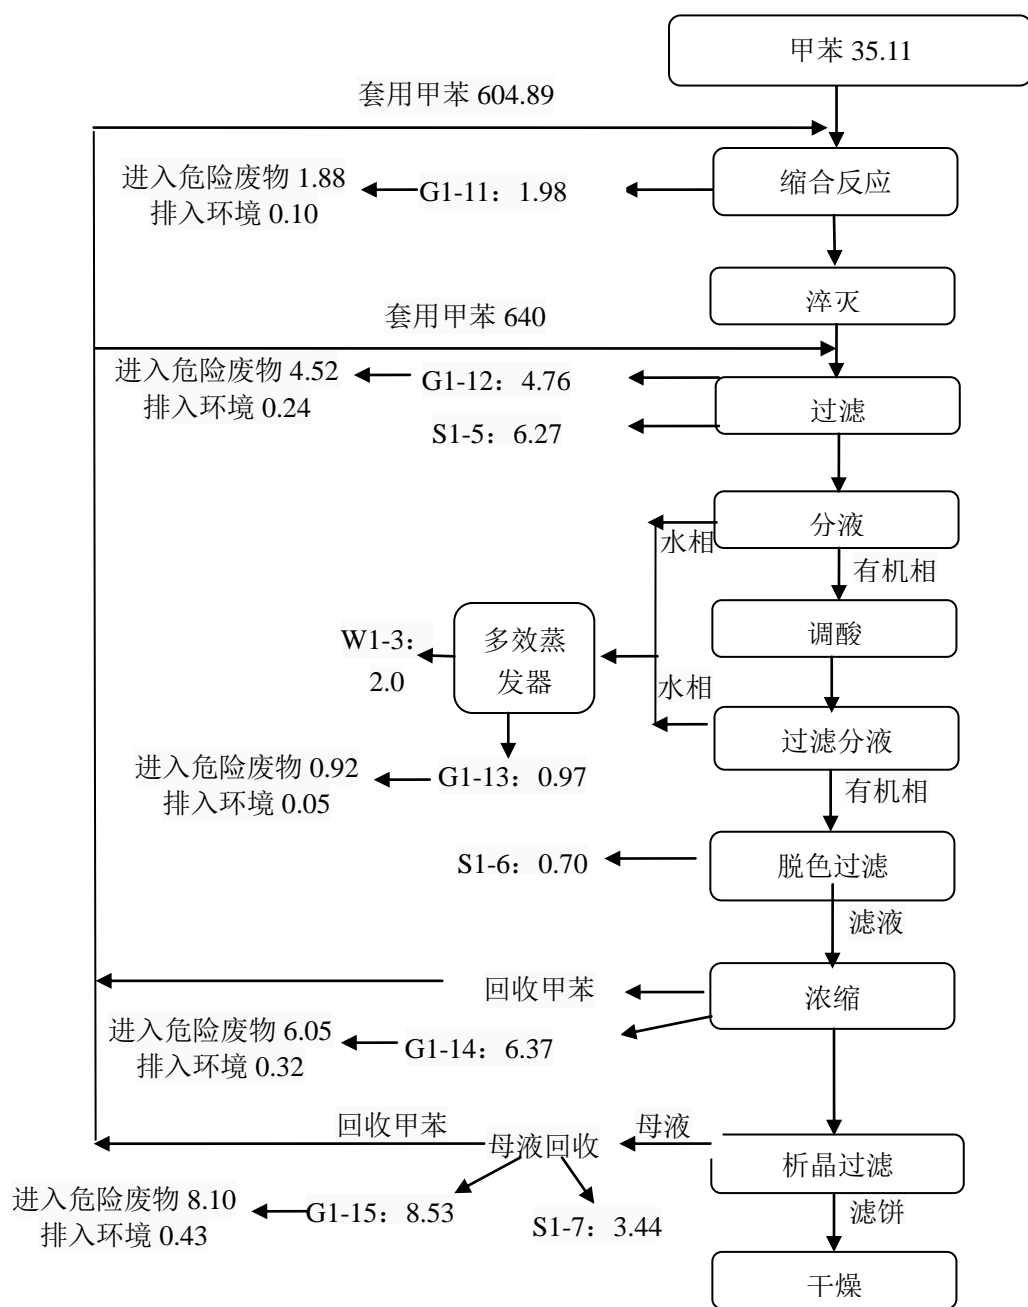 甲苯 35.11
套用甲苯 604.89
进入危险废物 1.88
排入环境 0.10
G1-11：1.98
缩合反应
淬灭
套用甲苯 640
进入危险废物 4.52
排入环境 0.24
G1-12：4.76
过滤
S1-5：6.27
分液
水相
有机相
调酸
多效蒸
发器
W1-3：
2.0
水相
过滤分液
进入危险废物 0.92
排入环境 0.05
G1-13：0.97
有机相
S1-6：0.70
脱色过滤
滤液
回收甲苯
浓缩
进入危险废物 6.05
排入环境 0.32
G1-14：6.37
回收甲苯
母液回收
母液
析晶过滤
进入危险废物 8.10
排入环境 0.43
G1-15：8.53
S1-7：3.44
滤饼
干燥